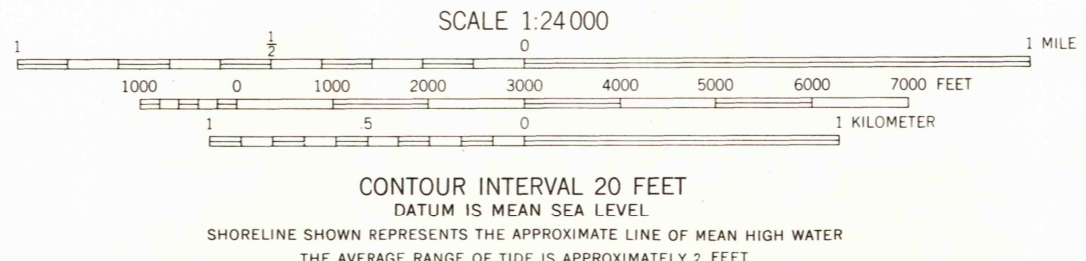 SCALE 1:24 000
1 1/2 0 1 MILE
1000 0 1000 2000 3000 4000 5000 6000 7000 FEET
1 .5 0 1 KILOMETER
CONTOUR INTERVAL 20 FEET
DATUM IS MEAN SEA LEVEL
SHORELINE SHOWN REPRESENTS THE APPROXIMATE LINE OF MEAN HIGH WATER
THE AVERAGE RANGE OF TIDE IS APPROXIMATELY 2 FEET